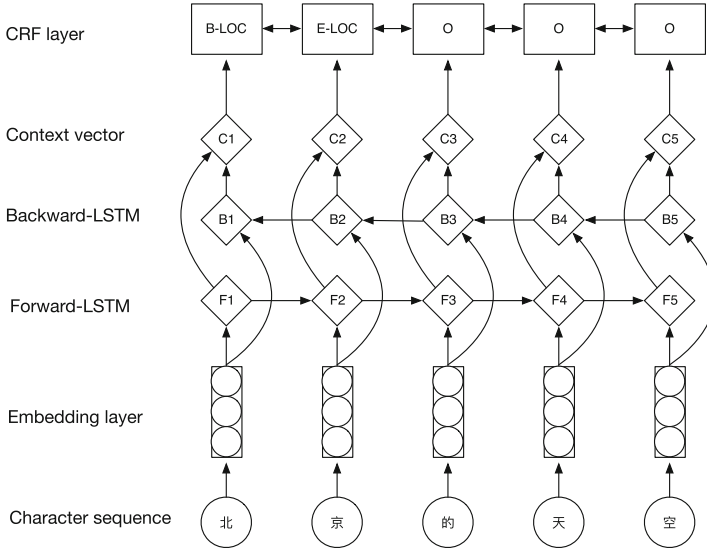 CRF layer B-LOC E-LOC O O O
Context vector C1 C2 C3 C4 C5
Backward-LSTM B1 B2 B3 B4 B5
Forward-LSTM F1 F2 F3 F4 F5
Embedding layer
Character sequence 北 京 的 天 空